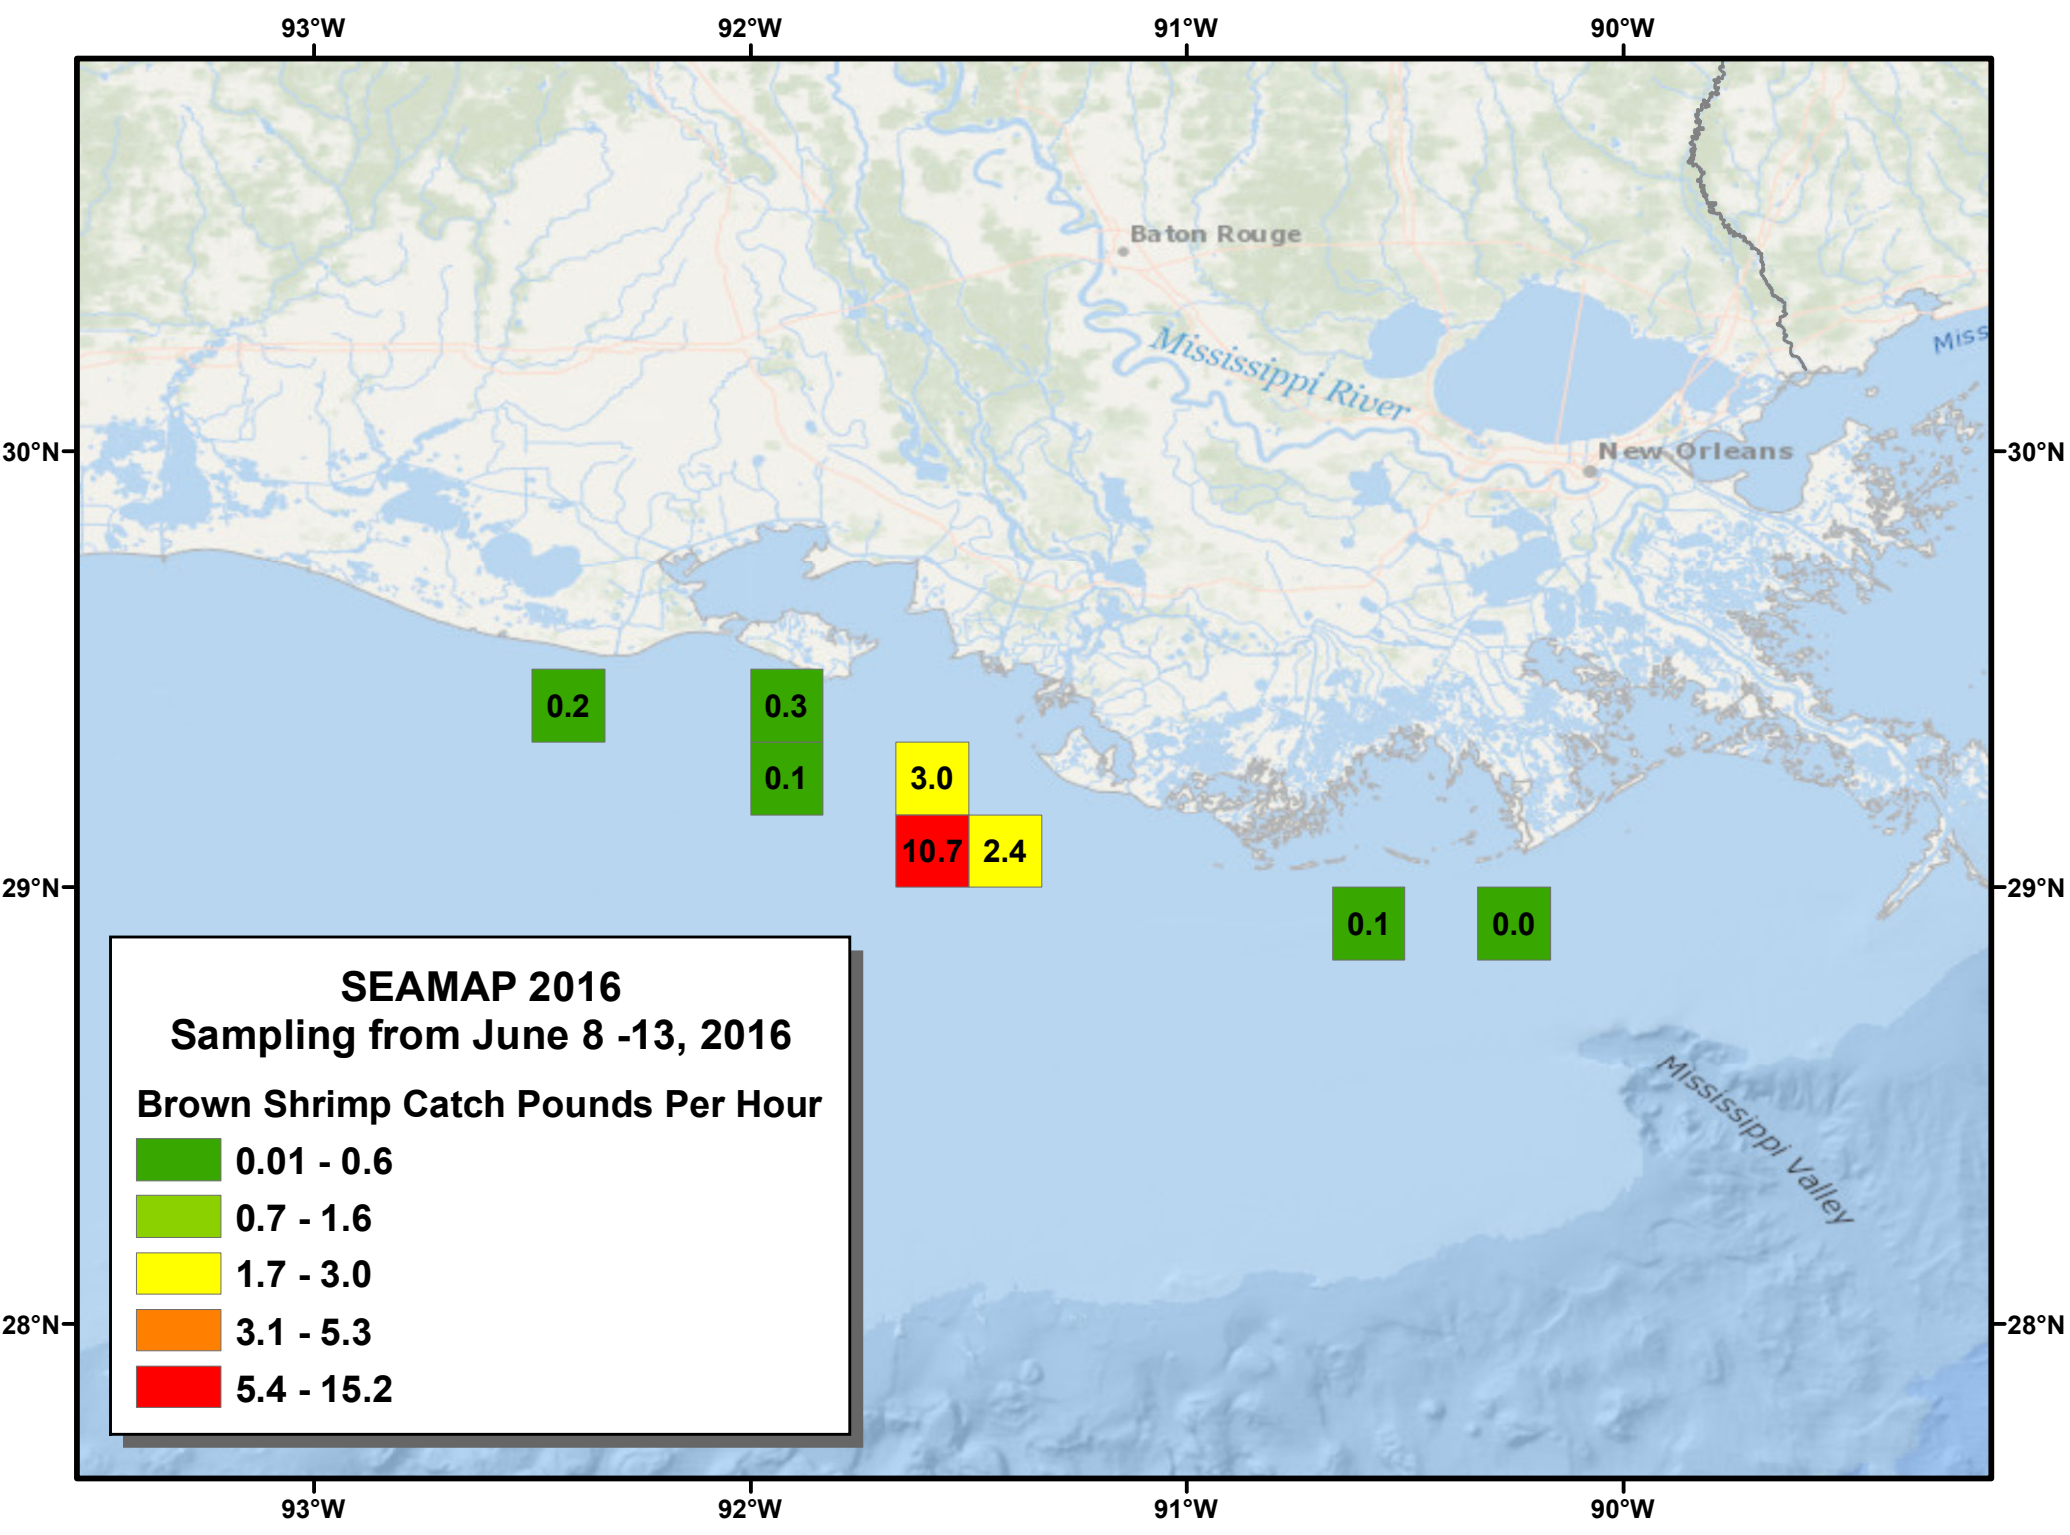 93°W 92°W 91°W 90°W
Baton Rouge
Mississippi River
Miss
30°N New Orleans 30°N
0.2 0.3
0.1 3.0
10.7 2.4
29°N 29°N
0.1 0.0
SEAMAP 2016
Sampling from June 8 -13, 2016
Brown Shrimp Catch Pounds Per Hour
0.01 - 0.6
0.7 - 1.6
1.7 - 3.0
3.1 - 5.3
5.4 - 15.2
Mississippi Valley
28°N 28°N
93°W 92°W 91°W 90°W